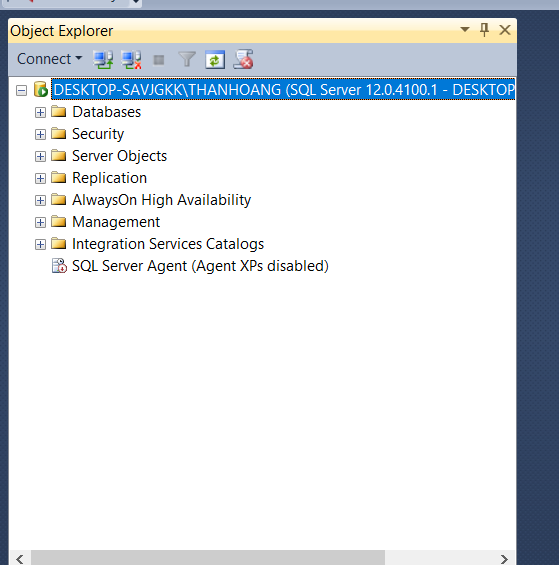 Object Explorer
Connect
DESKTOP-SAVJGKK\THANHOANG (SQL Server 12.0.4100.1 - DESKTOP
Databases
Security
Server Objects
Replication
AlwaysOn High Availability
Management
Integration Services Catalogs
SQL Server Agent (Agent XPs disabled)